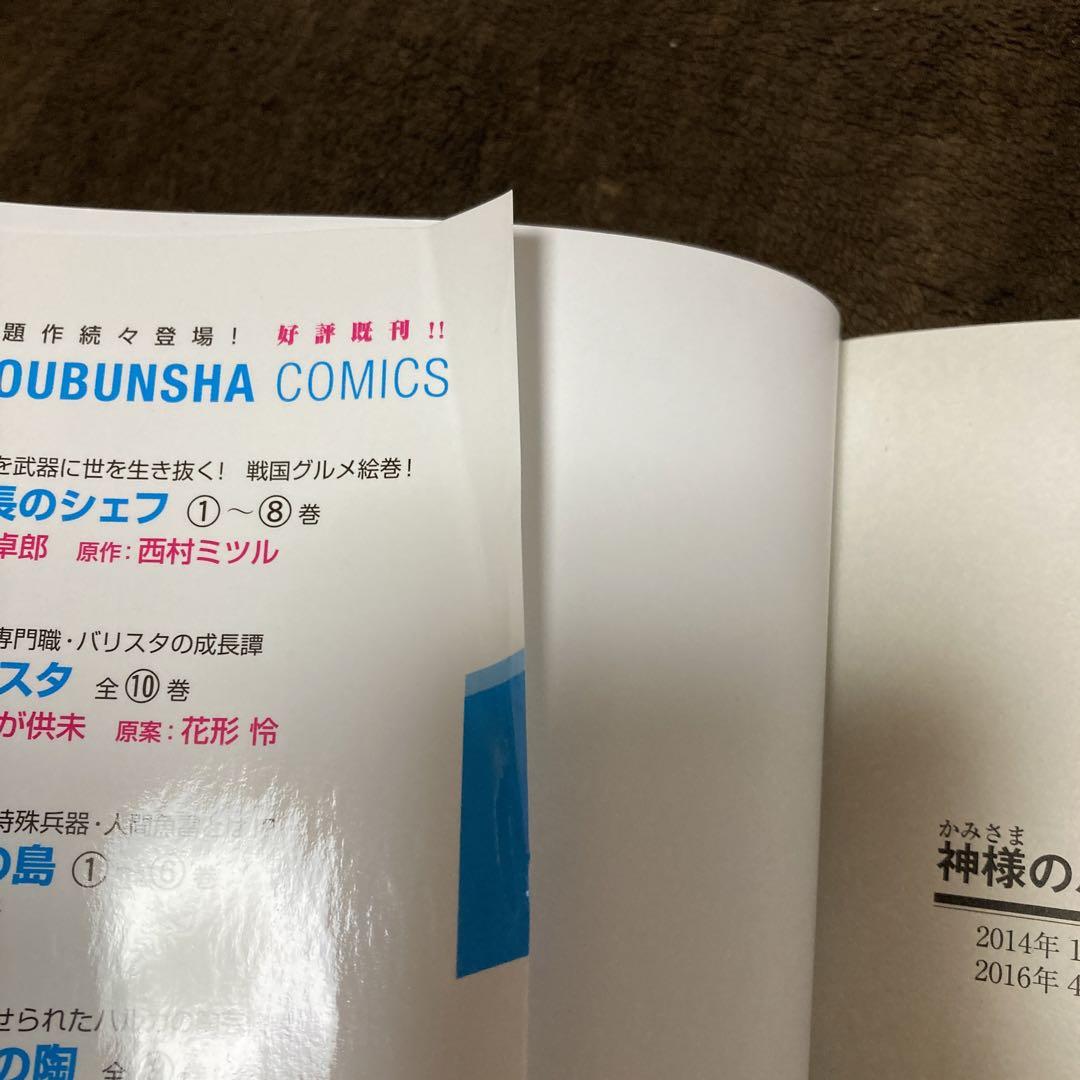 題作続々登場! 好評既刊!!
OUBUNSHA COMICS
を武器に世を生き抜く! 戦国グルメ絵巻!
長のシェフ ①〜⑧巻
卓郎 原作:西村ミツル
専門職・バリスタの成長譚
スタ 全⑩巻
が供未 原案:花形 怜
特殊兵器・人間魚雷とは!?
の島 ① ⑥巻
せられたハルカの
の陶 全
かみさま
神様の
2014年 1
2016年 4